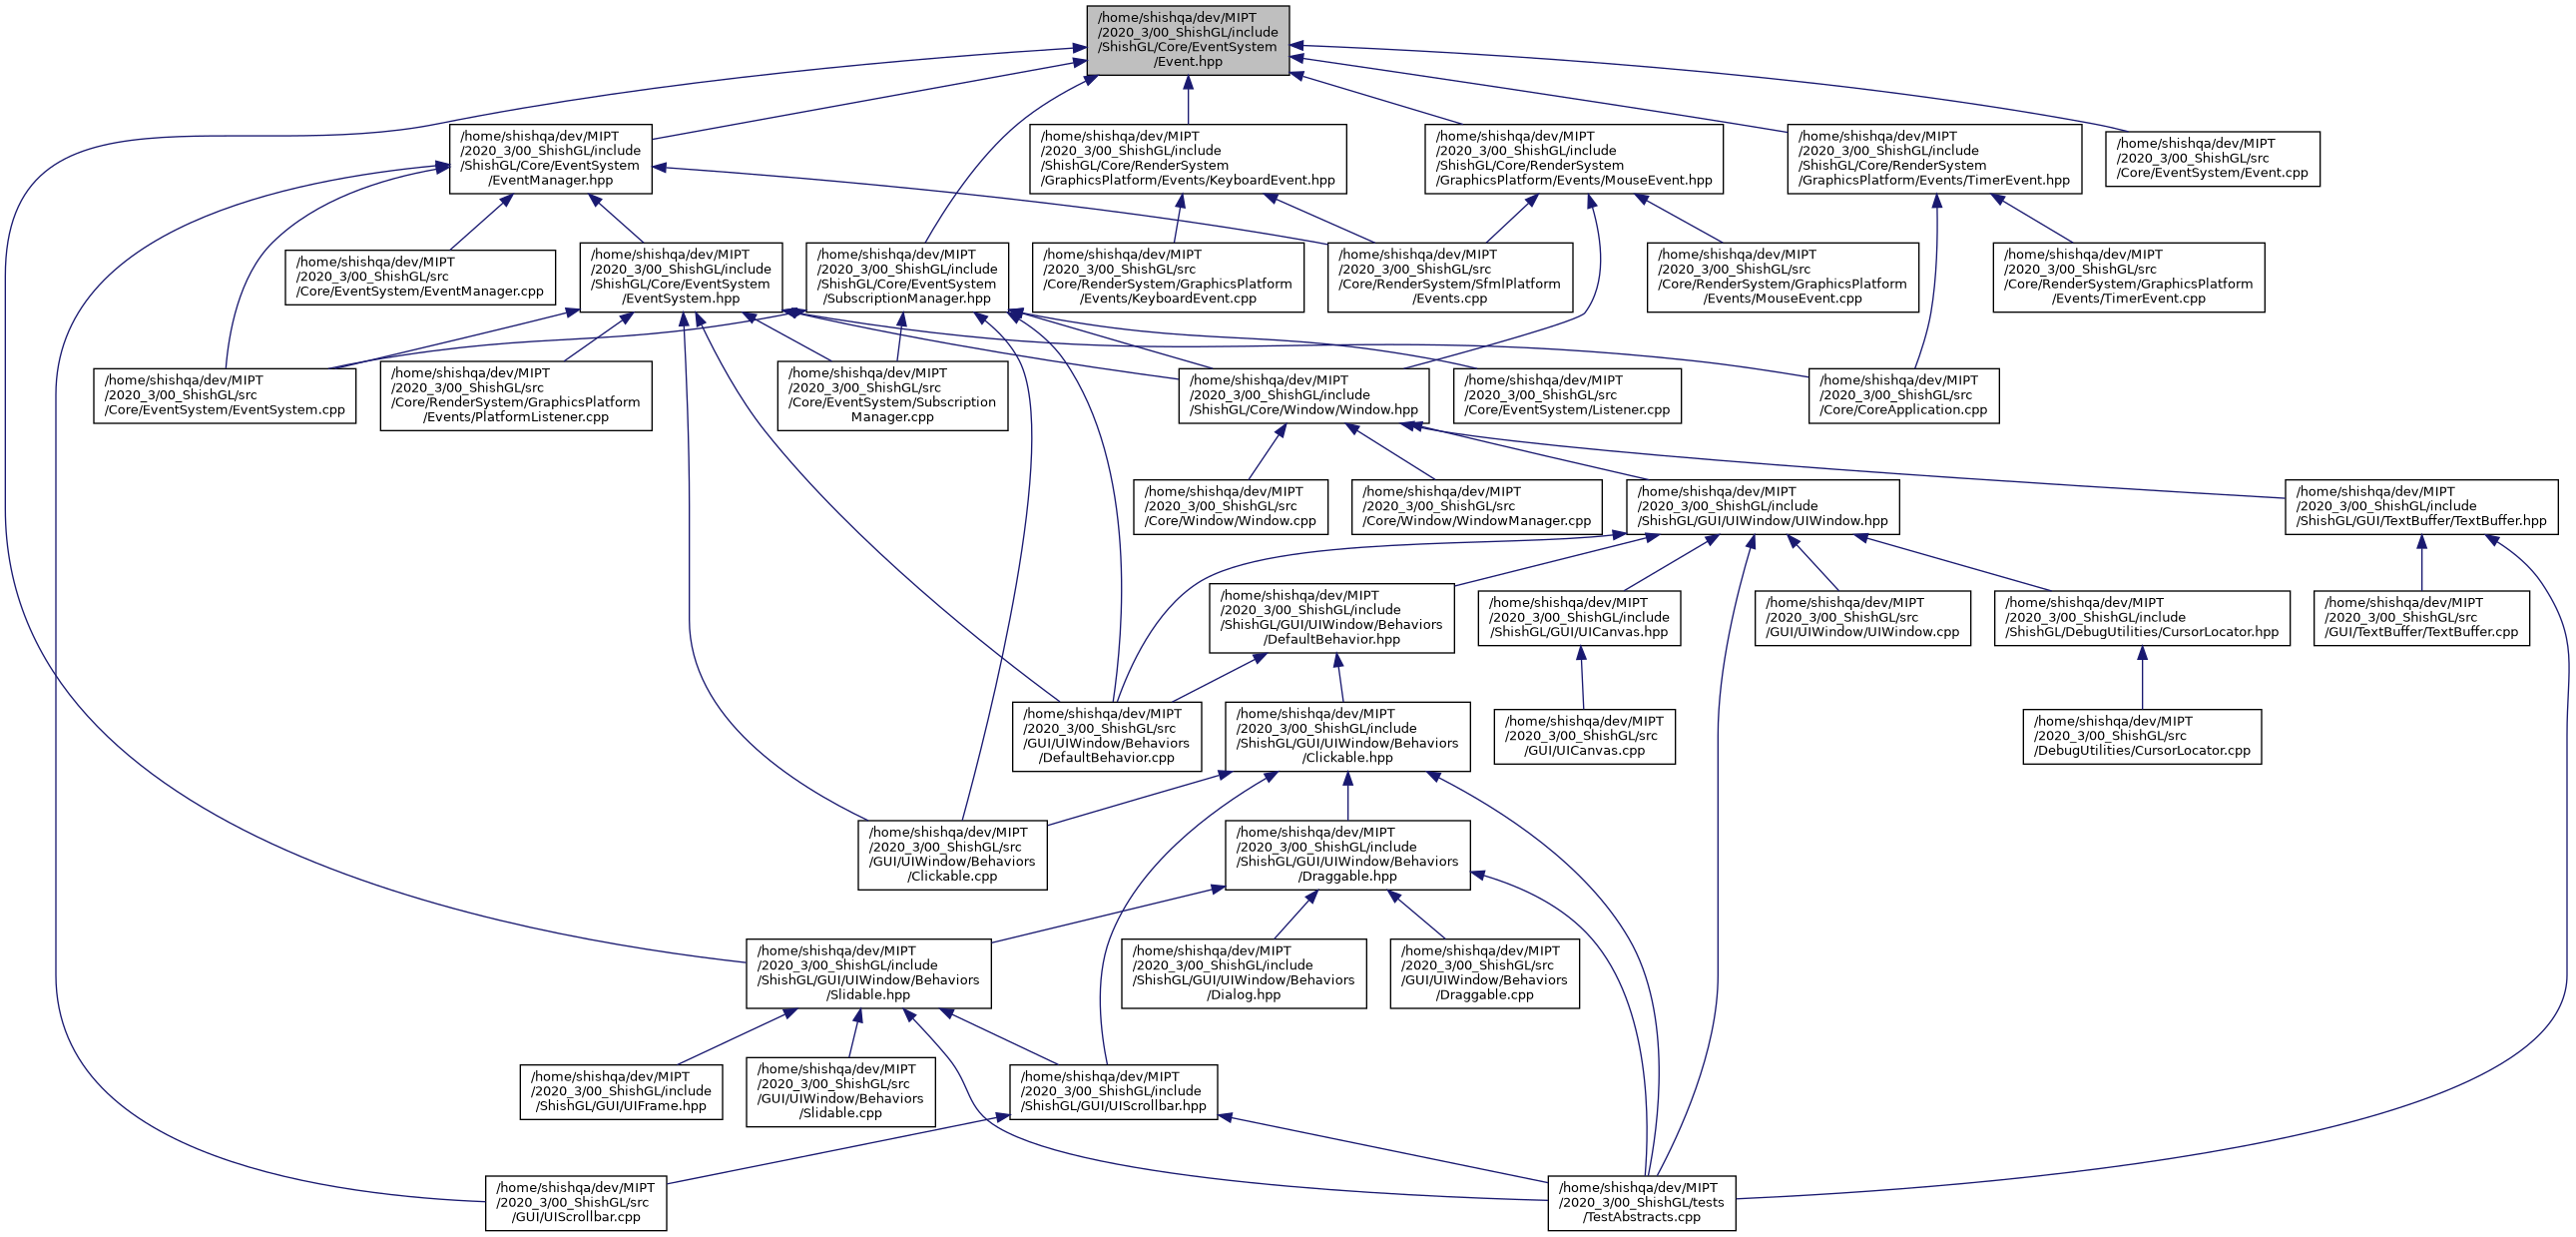 /home/shishqa/dev/MIPT
/2020_3/00_ShishGL/include
/ShishGL/Core/EventSystem
/Event.hpp
/home/shishqa/dev/MIPT
/2020_3/00_ShishGL/include
/ShishGL/Core/EventSystem
/EventManager.hpp
/home/shishqa/dev/MIPT
/2020_3/00_ShishGL/include
/ShishGL/Core/RenderSystem
/GraphicsPlatform/Events/KeyboardEvent.hpp
/home/shishqa/dev/MIPT
/2020_3/00_ShishGL/include
/ShishGL/Core/RenderSystem
/GraphicsPlatform/Events/MouseEvent.hpp
/home/shishqa/dev/MIPT
/2020_3/00_ShishGL/include
/ShishGL/Core/RenderSystem
/GraphicsPlatform/Events/TimerEvent.hpp
/home/shishqa/dev/MIPT
/2020_3/00_ShishGL/src
/Core/EventSystem/Event.cpp
/home/shishqa/dev/MIPT
/2020_3/00_ShishGL/src
/Core/EventSystem/EventManager.cpp
/home/shishqa/dev/MIPT
/2020_3/00_ShishGL/include
/ShishGL/Core/EventSystem
/EventSystem.hpp
/home/shishqa/dev/MIPT
/2020_3/00_ShishGL/include
/ShishGL/Core/EventSystem
/SubscriptionManager.hpp
/home/shishqa/dev/MIPT
/2020_3/00_ShishGL/src
/Core/RenderSystem/GraphicsPlatform
/Events/KeyboardEvent.cpp
/home/shishqa/dev/MIPT
/2020_3/00_ShishGL/src
/Core/RenderSystem/SfmlPlatform
/Events.cpp
/home/shishqa/dev/MIPT
/2020_3/00_ShishGL/src
/Core/RenderSystem/GraphicsPlatform
/Events/MouseEvent.cpp
/home/shishqa/dev/MIPT
/2020_3/00_ShishGL/src
/Core/RenderSystem/GraphicsPlatform
/Events/TimerEvent.cpp
/home/shishqa/dev/MIPT
/2020_3/00_ShishGL/src
/Core/EventSystem/EventSystem.cpp
/home/shishqa/dev/MIPT
/2020_3/00_ShishGL/src
/Core/RenderSystem/GraphicsPlatform
/Events/PlatformListener.cpp
/home/shishqa/dev/MIPT
/2020_3/00_ShishGL/src
/Core/EventSystem/Subscription
Manager.cpp
/home/shishqa/dev/MIPT
/2020_3/00_ShishGL/include
/ShishGL/Core/Window/Window.hpp
/home/shishqa/dev/MIPT
/2020_3/00_ShishGL/src
/Core/EventSystem/Listener.cpp
/home/shishqa/dev/MIPT
/2020_3/00_ShishGL/src
/Core/CoreApplication.cpp
/home/shishqa/dev/MIPT
/2020_3/00_ShishGL/src
/Core/Window/Window.cpp
/home/shishqa/dev/MIPT
/2020_3/00_ShishGL/src
/Core/Window/WindowManager.cpp
/home/shishqa/dev/MIPT
/2020_3/00_ShishGL/include
/ShishGL/GUI/UIWindow/UIWindow.hpp
/home/shishqa/dev/MIPT
/2020_3/00_ShishGL/include
/ShishGL/GUI/TextBuffer/TextBuffer.hpp
/home/shishqa/dev/MIPT
/2020_3/00_ShishGL/include
/ShishGL/GUI/UIWindow/Behaviors
/DefaultBehavior.hpp
/home/shishqa/dev/MIPT
/2020_3/00_ShishGL/include
/ShishGL/GUI/UICanvas.hpp
/home/shishqa/dev/MIPT
/2020_3/00_ShishGL/src
/GUI/UIWindow/UIWindow.cpp
/home/shishqa/dev/MIPT
/2020_3/00_ShishGL/include
/ShishGL/DebugUtilities/CursorLocator.hpp
/home/shishqa/dev/MIPT
/2020_3/00_ShishGL/src
/GUI/TextBuffer/TextBuffer.cpp
/home/shishqa/dev/MIPT
/2020_3/00_ShishGL/src
/GUI/UIWindow/Behaviors
/DefaultBehavior.cpp
/home/shishqa/dev/MIPT
/2020_3/00_ShishGL/include
/ShishGL/GUI/UIWindow/Behaviors
/Clickable.hpp
/home/shishqa/dev/MIPT
/2020_3/00_ShishGL/src
/GUI/UICanvas.cpp
/home/shishqa/dev/MIPT
/2020_3/00_ShishGL/src
/DebugUtilities/CursorLocator.cpp
/home/shishqa/dev/MIPT
/2020_3/00_ShishGL/src
/GUI/UIWindow/Behaviors
/Clickable.cpp
/home/shishqa/dev/MIPT
/2020_3/00_ShishGL/include
/ShishGL/GUI/UIWindow/Behaviors
/Draggable.hpp
/home/shishqa/dev/MIPT
/2020_3/00_ShishGL/include
/ShishGL/GUI/UIWindow/Behaviors
/Slidable.hpp
/home/shishqa/dev/MIPT
/2020_3/00_ShishGL/include
/ShishGL/GUI/UIWindow/Behaviors
/Dialog.hpp
/home/shishqa/dev/MIPT
/2020_3/00_ShishGL/src
/GUI/UIWindow/Behaviors
/Draggable.cpp
/home/shishqa/dev/MIPT
/2020_3/00_ShishGL/include
/ShishGL/GUI/UIFrame.hpp
/home/shishqa/dev/MIPT
/2020_3/00_ShishGL/src
/GUI/UIWindow/Behaviors
/Slidable.cpp
/home/shishqa/dev/MIPT
/2020_3/00_ShishGL/include
/ShishGL/GUI/UIScrollbar.hpp
/home/shishqa/dev/MIPT
/2020_3/00_ShishGL/src
/GUI/UIScrollbar.cpp
/home/shishqa/dev/MIPT
/2020_3/00_ShishGL/tests
/TestAbstracts.cpp